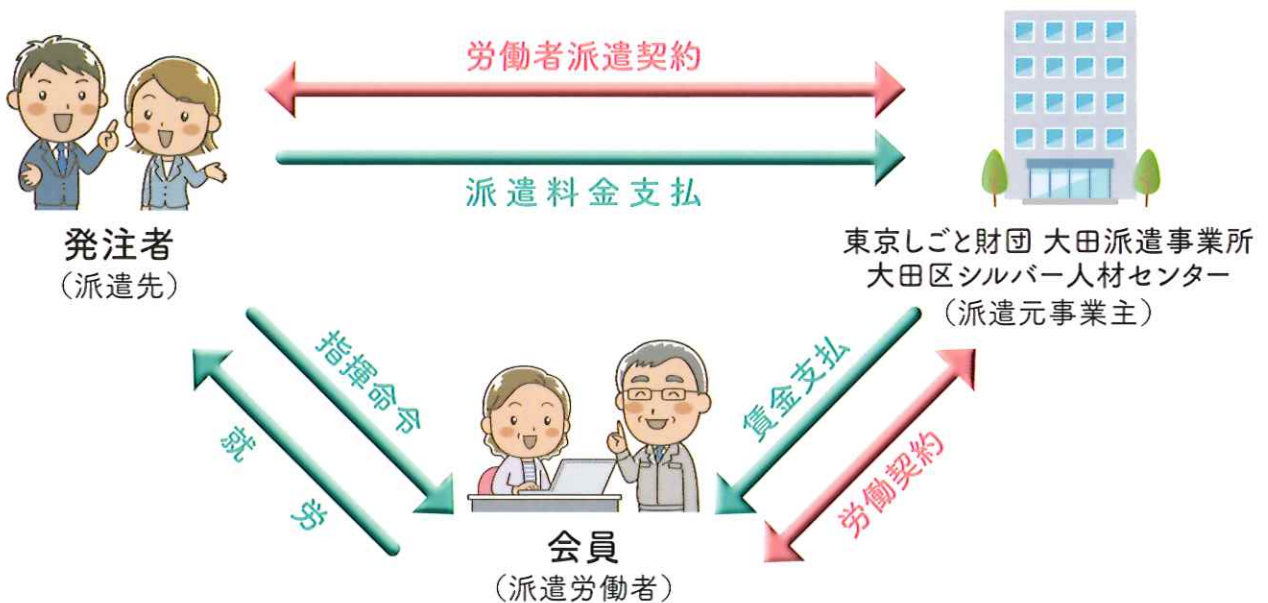 労働者派遣契約
派遣料金支払
発注者
（派遣先）
東京しごと財団 大田派遣事業所
大田区シルバー人材センター
（派遣元事業主）
指揮命令
就労
賃金支払
労働契約
会員
（派遣労働者）